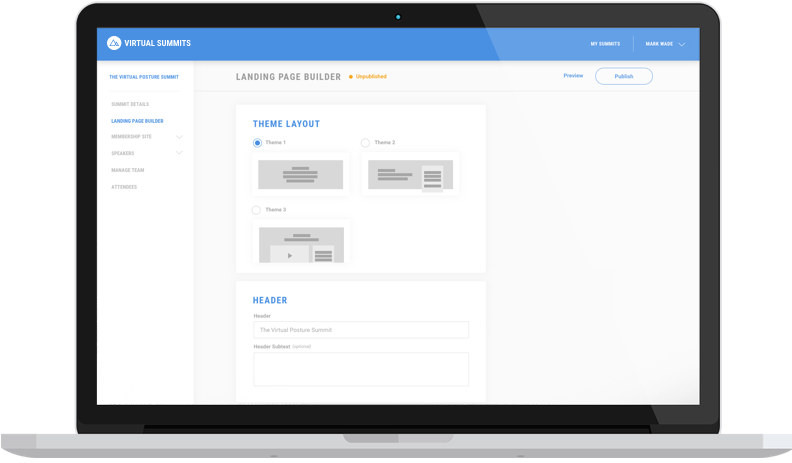 VIRTUAL SUMMITS
MY SUMMITS
MARK WADE
THE VIRTUAL POSTURE SUMMIT
LANDING PAGE BUILDER
Unpublished
Preview
Publish
SUMMIT DETAILS
LANDING PAGE BUILDER
MEMBERSHIP SITE
SPEAKERS
MANAGE TEAM
ATTENDEES
THEME LAYOUT
Theme 1
Theme 2
Theme 3
HEADER
Header
The Virtual Posture Summit
Header Subtext (optional)